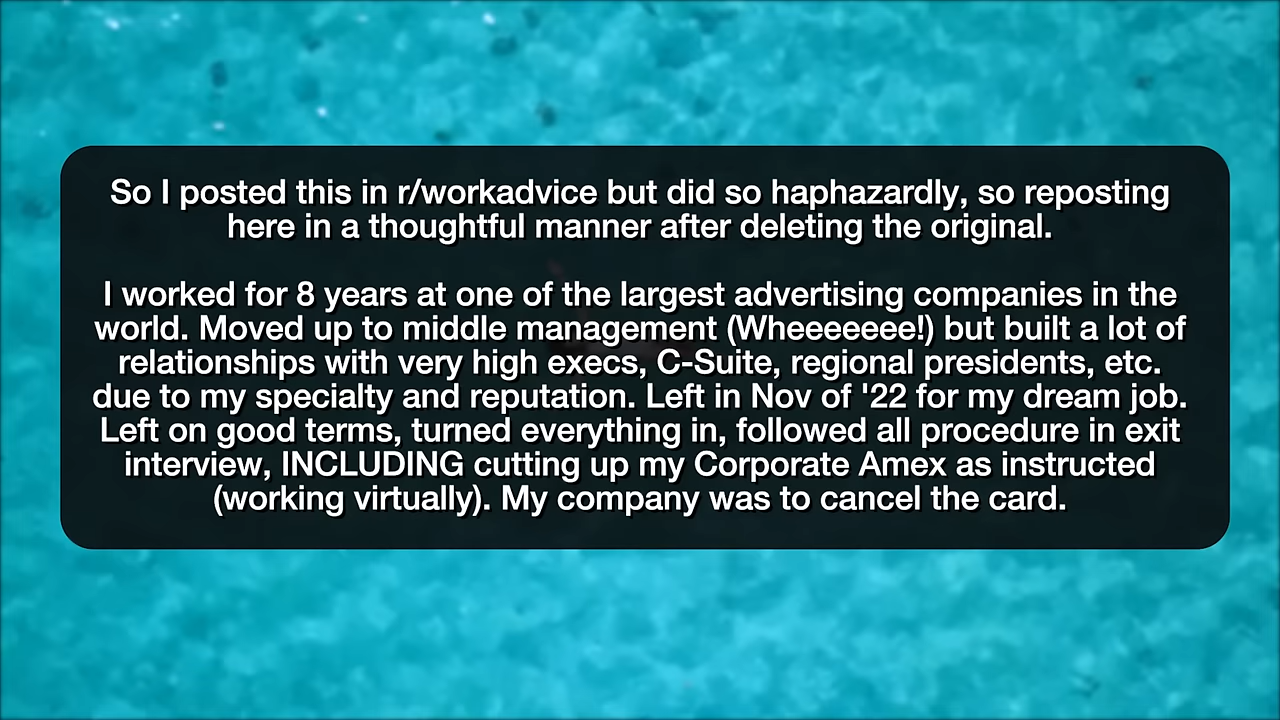 So I posted this in r/workadvice but did so haphazardly, so reposting
here in a thoughtful manner after deleting the original.
I worked for 8 years at one of the largest advertising companies in the
world. Moved up to middle management (Wheeeeeee!) but built a lot of
relationships with very high execs, C-Suite, regional presidents, etc.
due to my specialty and reputation. Left in Nov of '22 for my dream job.
Left on good terms, turned everything in, followed all procedure in exit
interview, INCLUDING cutting up my Corporate Amex as instructed
(working virtually). My company was to cancel the card.